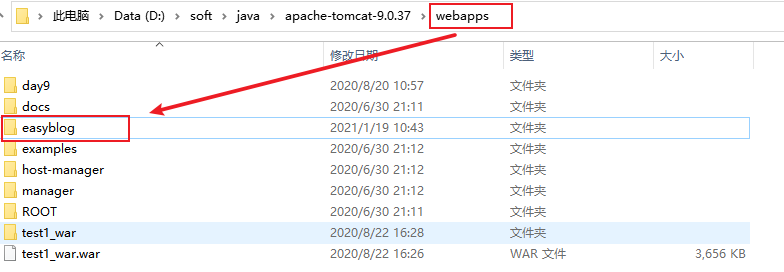 此电脑 > Data (D:) > soft > java > apache-tomcat-9.0.37 > webapps
名称 修改日期 类型 大小
day9 2020/8/20 10:57 文件夹
docs 2020/6/30 21:11 文件夹
easyblog 2021/1/19 10:43 文件夹
examples 2020/6/30 21:12 文件夹
host-manager 2020/6/30 21:12 文件夹
manager 2020/6/30 21:12 文件夹
ROOT 2020/6/30 21:11 文件夹
test1_war 2020/8/22 16:28 文件夹
test1_war.war 2020/8/22 16:26 WAR 文件 3,656 KB